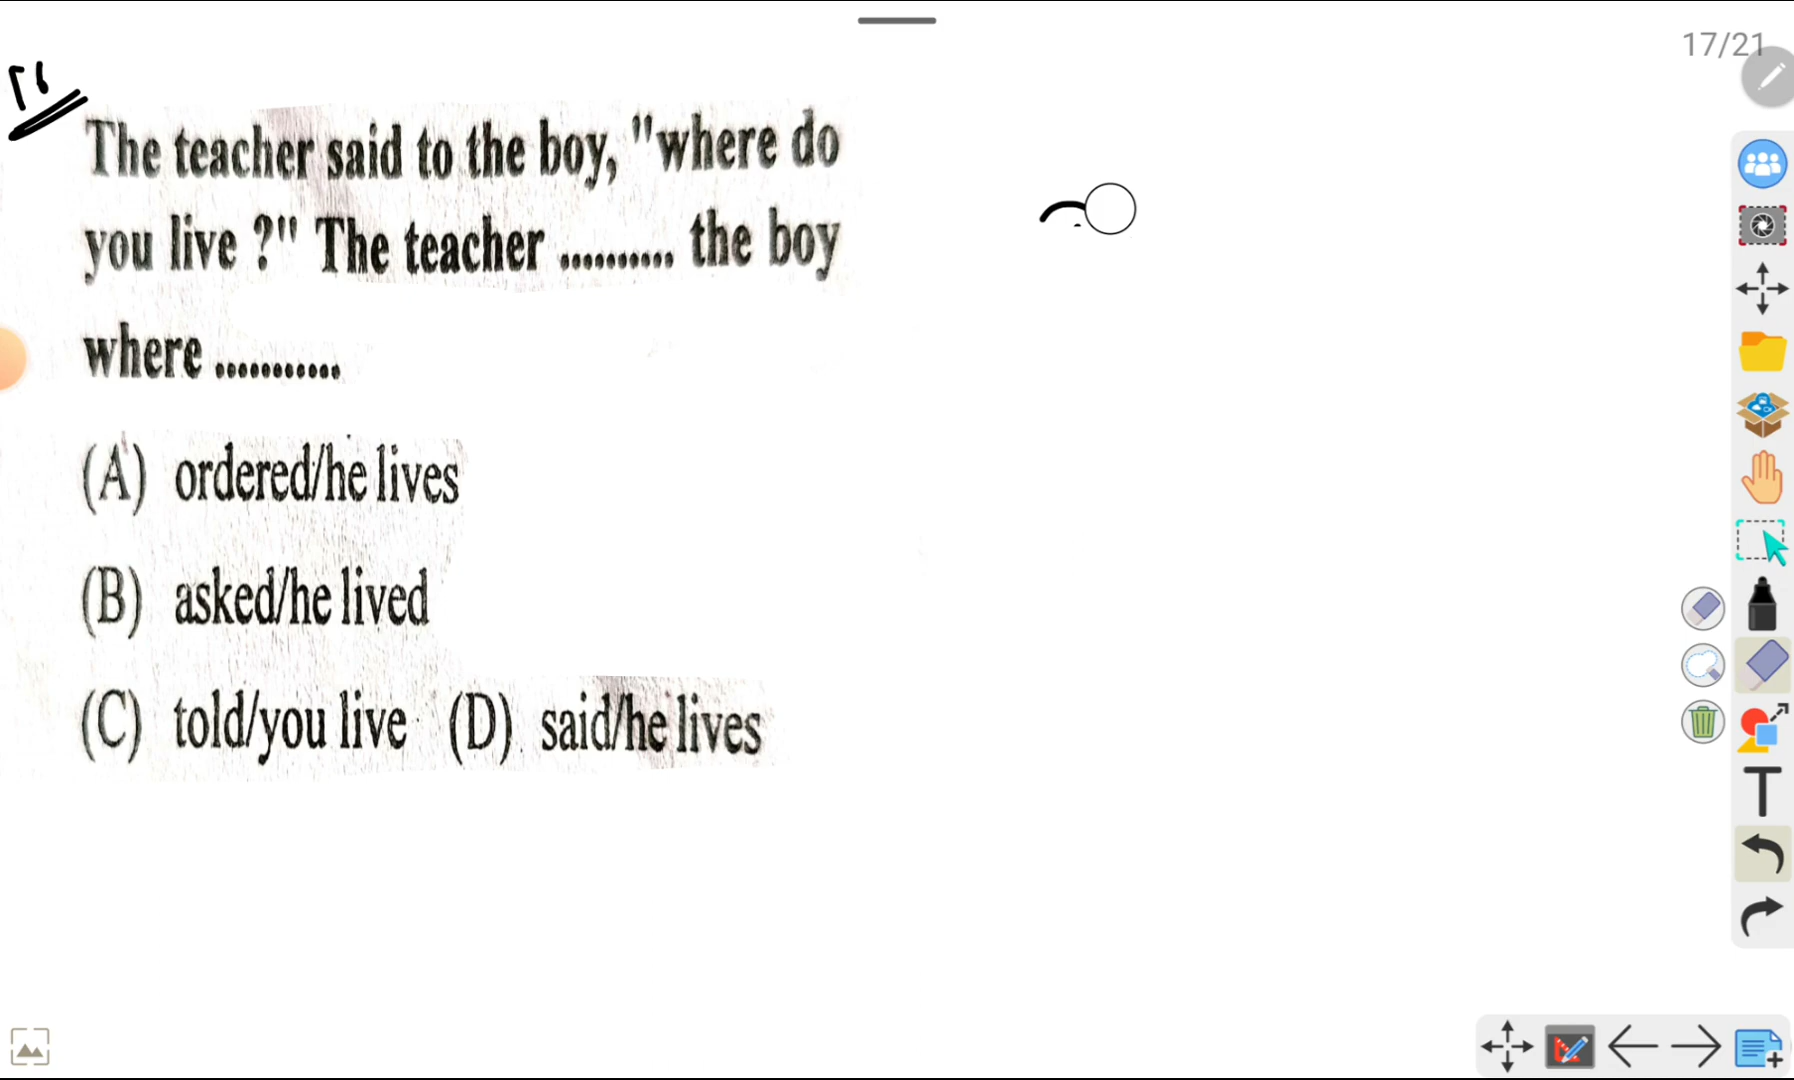 17/21
The teacher said to the boy, "where do
you live ?" The teacher .......... the boy
where ...........
(A) ordered/he lives
(B) asked/he lived
(C) told/you live (D) said/he lives